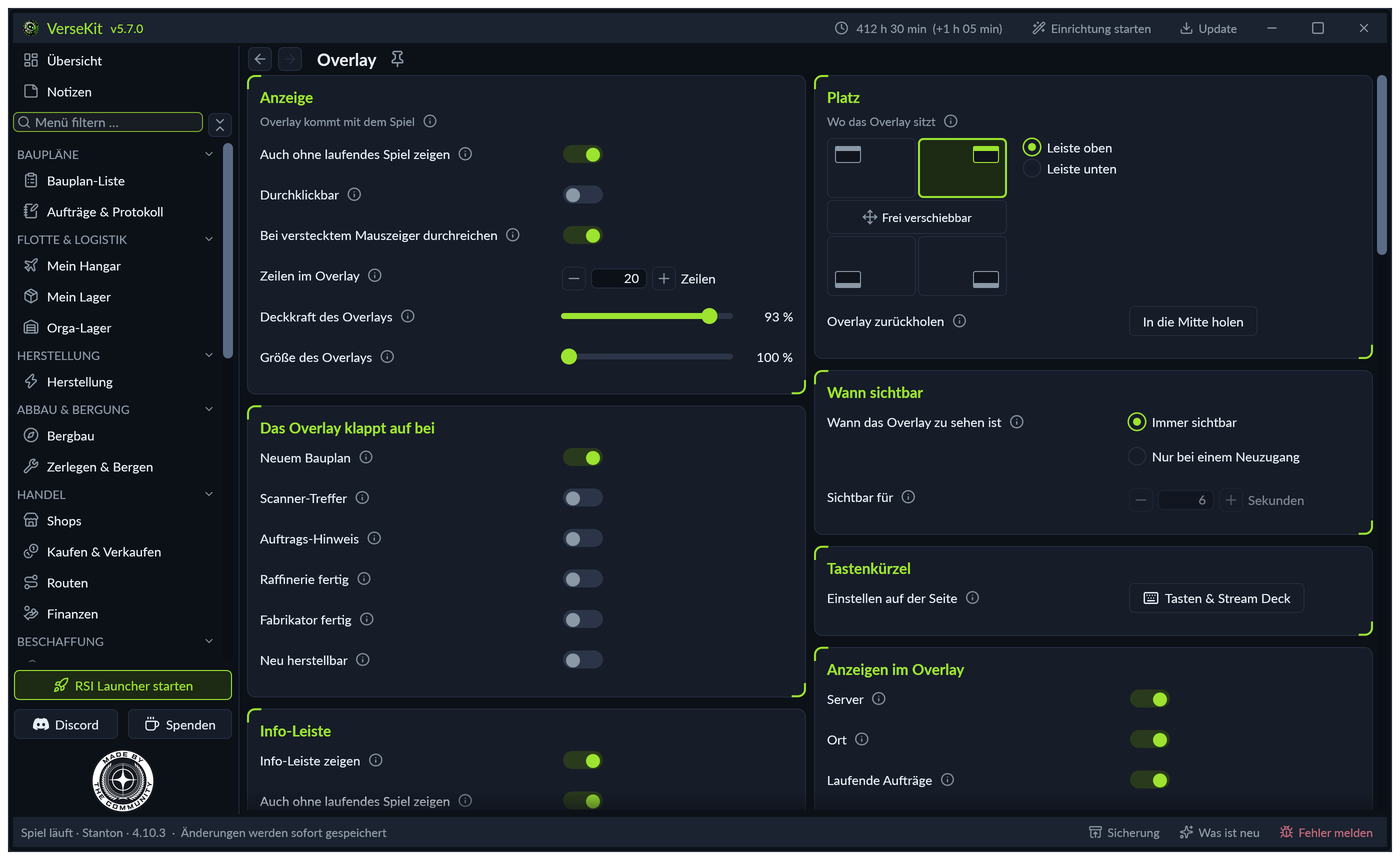 VerseKit v5.7.0
412 h 30 min (+1 h 05 min)
Einrichtung starten
Update
Übersicht
Notizen
Menü filtern ...
BAUPLÄNE
Bauplan-Liste
Aufträge & Protokoll
FLOTTE & LOGISTIK
Mein Hangar
Mein Lager
Orga-Lager
HERSTELLUNG
Herstellung
ABBAU & BERGUNG
Bergbau
Zerlegen & Bergen
HANDEL
Shops
Kaufen & Verkaufen
Routen
Finanzen
BESCHAFFUNG
RSI Launcher starten
Discord
Spenden
MADE BY
THE COMMUNITY
Overlay
Anzeige
Overlay kommt mit dem Spiel
Auch ohne laufendes Spiel zeigen
Durchklickbar
Bei verstecktem Mauszeiger durchreichen
Zeilen im Overlay
20
Zeilen
Deckkraft des Overlays
93 %
Größe des Overlays
100 %
Das Overlay klappt auf bei
Neuem Bauplan
Scanner-Treffer
Auftrags-Hinweis
Raffinerie fertig
Fabrikator fertig
Neu herstellbar
Info-Leiste
Info-Leiste zeigen
Auch ohne laufendes Spiel zeigen
Platz
Wo das Overlay sitzt
Leiste oben
Leiste unten
Frei verschiebbar
Overlay zurückholen
In die Mitte holen
Wann sichtbar
Wann das Overlay zu sehen ist
Immer sichtbar
Nur bei einem Neuzugang
Sichtbar für
6
Sekunden
Tastenkürzel
Einstellen auf der Seite
Tasten & Stream Deck
Anzeigen im Overlay
Server
Ort
Laufende Aufträge
Spiel läuft · Stanton · 4.10.3 · Änderungen werden sofort gespeichert
Sicherung
Was ist neu
Fehler melden